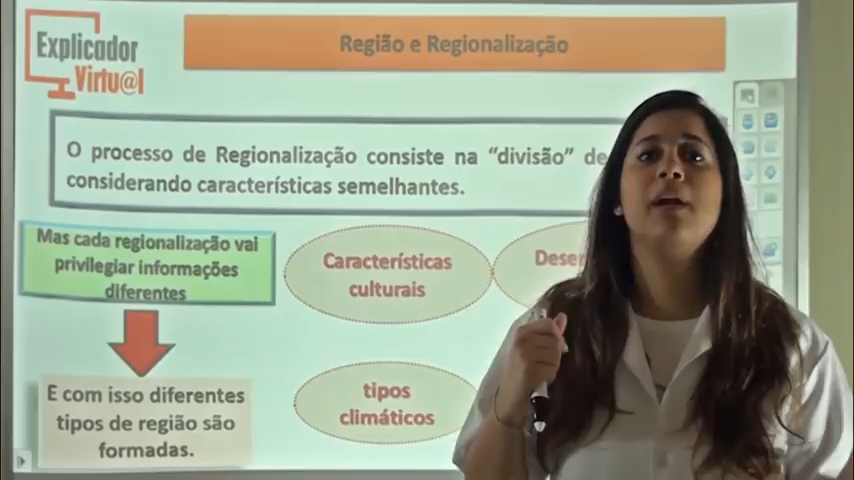 Explicador
Virtu@l
Região e Regionalização
O processo de Regionalização consiste na “divisão” de
considerando características semelhantes.
Mas cada regionalização vai
privilegiar informações
diferentes
Características
culturais
E com isso diferentes
tipos de região são
formadas.
tipos
climáticos